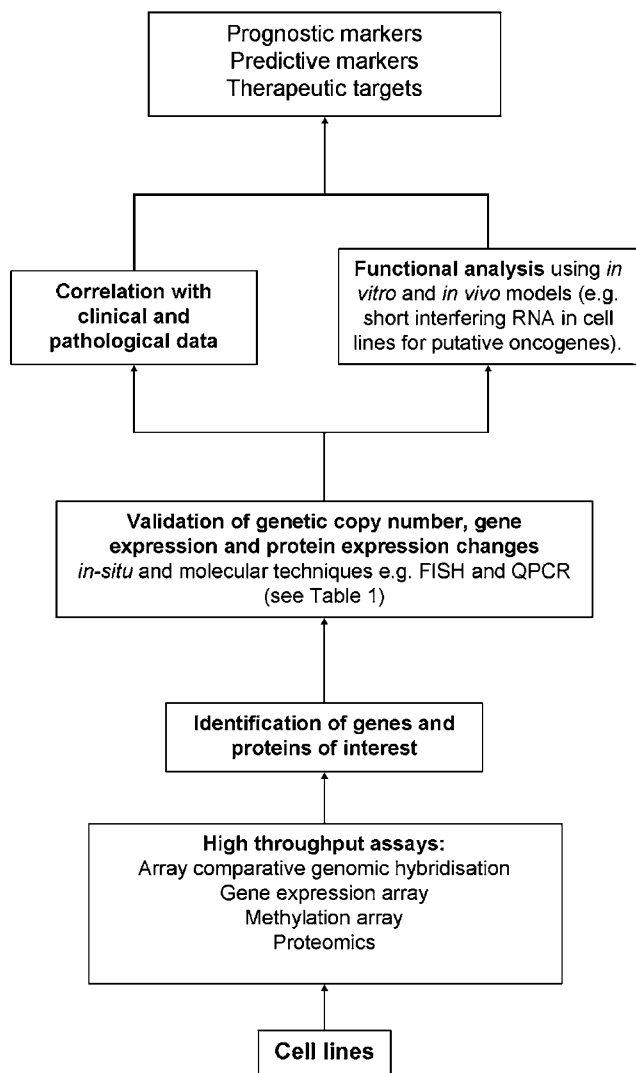 Prognostic markers
Predictive markers
Therapeutic targets
Correlation with
clinical and
pathological data
Functional analysis using in
vitro and in vivo models (e.g.
short interfering RNA in cell
lines for putative oncogenes).
Validation of genetic copy number, gene
expression and protein expression changes
in-situ and molecular techniques e.g. FISH and QPCR
(see Table 1)
Identification of genes and
proteins of interest
High throughput assays:
Array comparative genomic hybridisation
Gene expression array
Methylation array
Proteomics
Cell lines